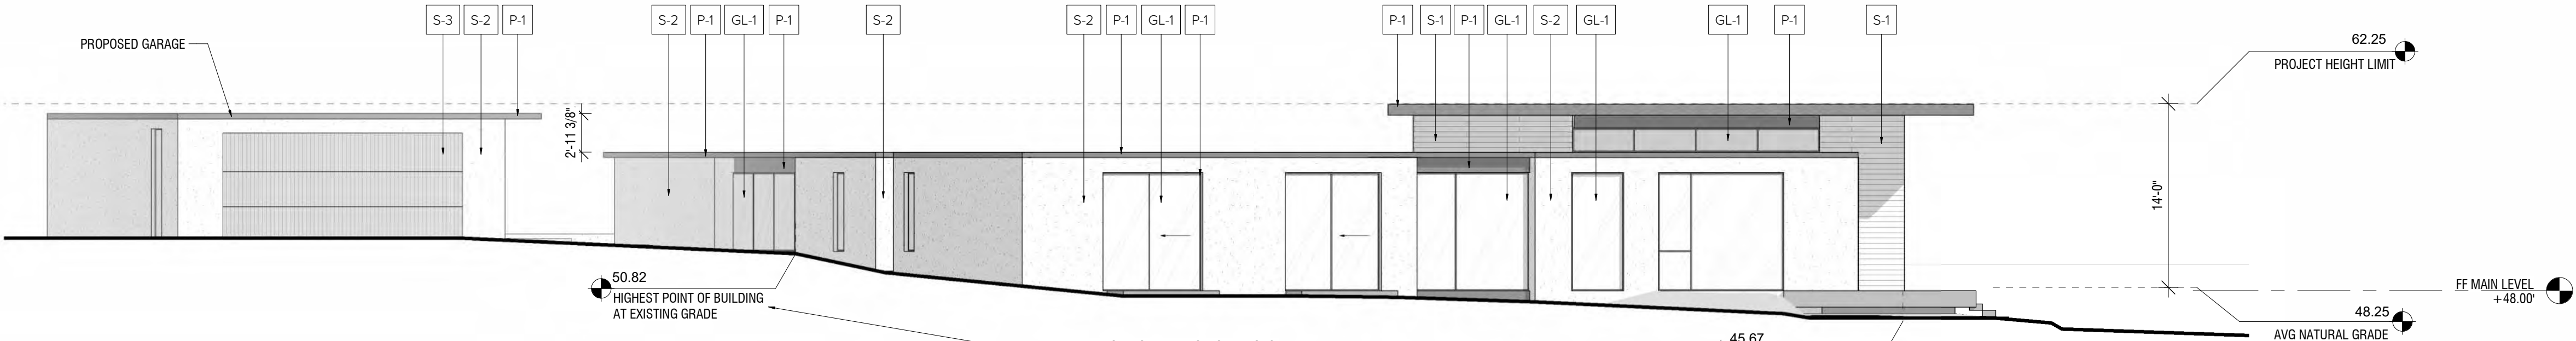 S-3 S-2 P-1 S-2 P-1 GL-1 P-1 S-2 S-2 P-1 GL-1 P-1 P-1 S-1 P-1 GL-1 S-2 GL-1 GL-1 P-1 S-1
PROPOSED GARAGE
62.25
PROJECT HEIGHT LIMIT
2'-11 3/8"
14'-0"
50.82
HIGHEST POINT OF BUILDING
AT EXISTING GRADE
FF MAIN LEVEL
+48.00'
48.25
AVG NATURAL GRADE
45.67